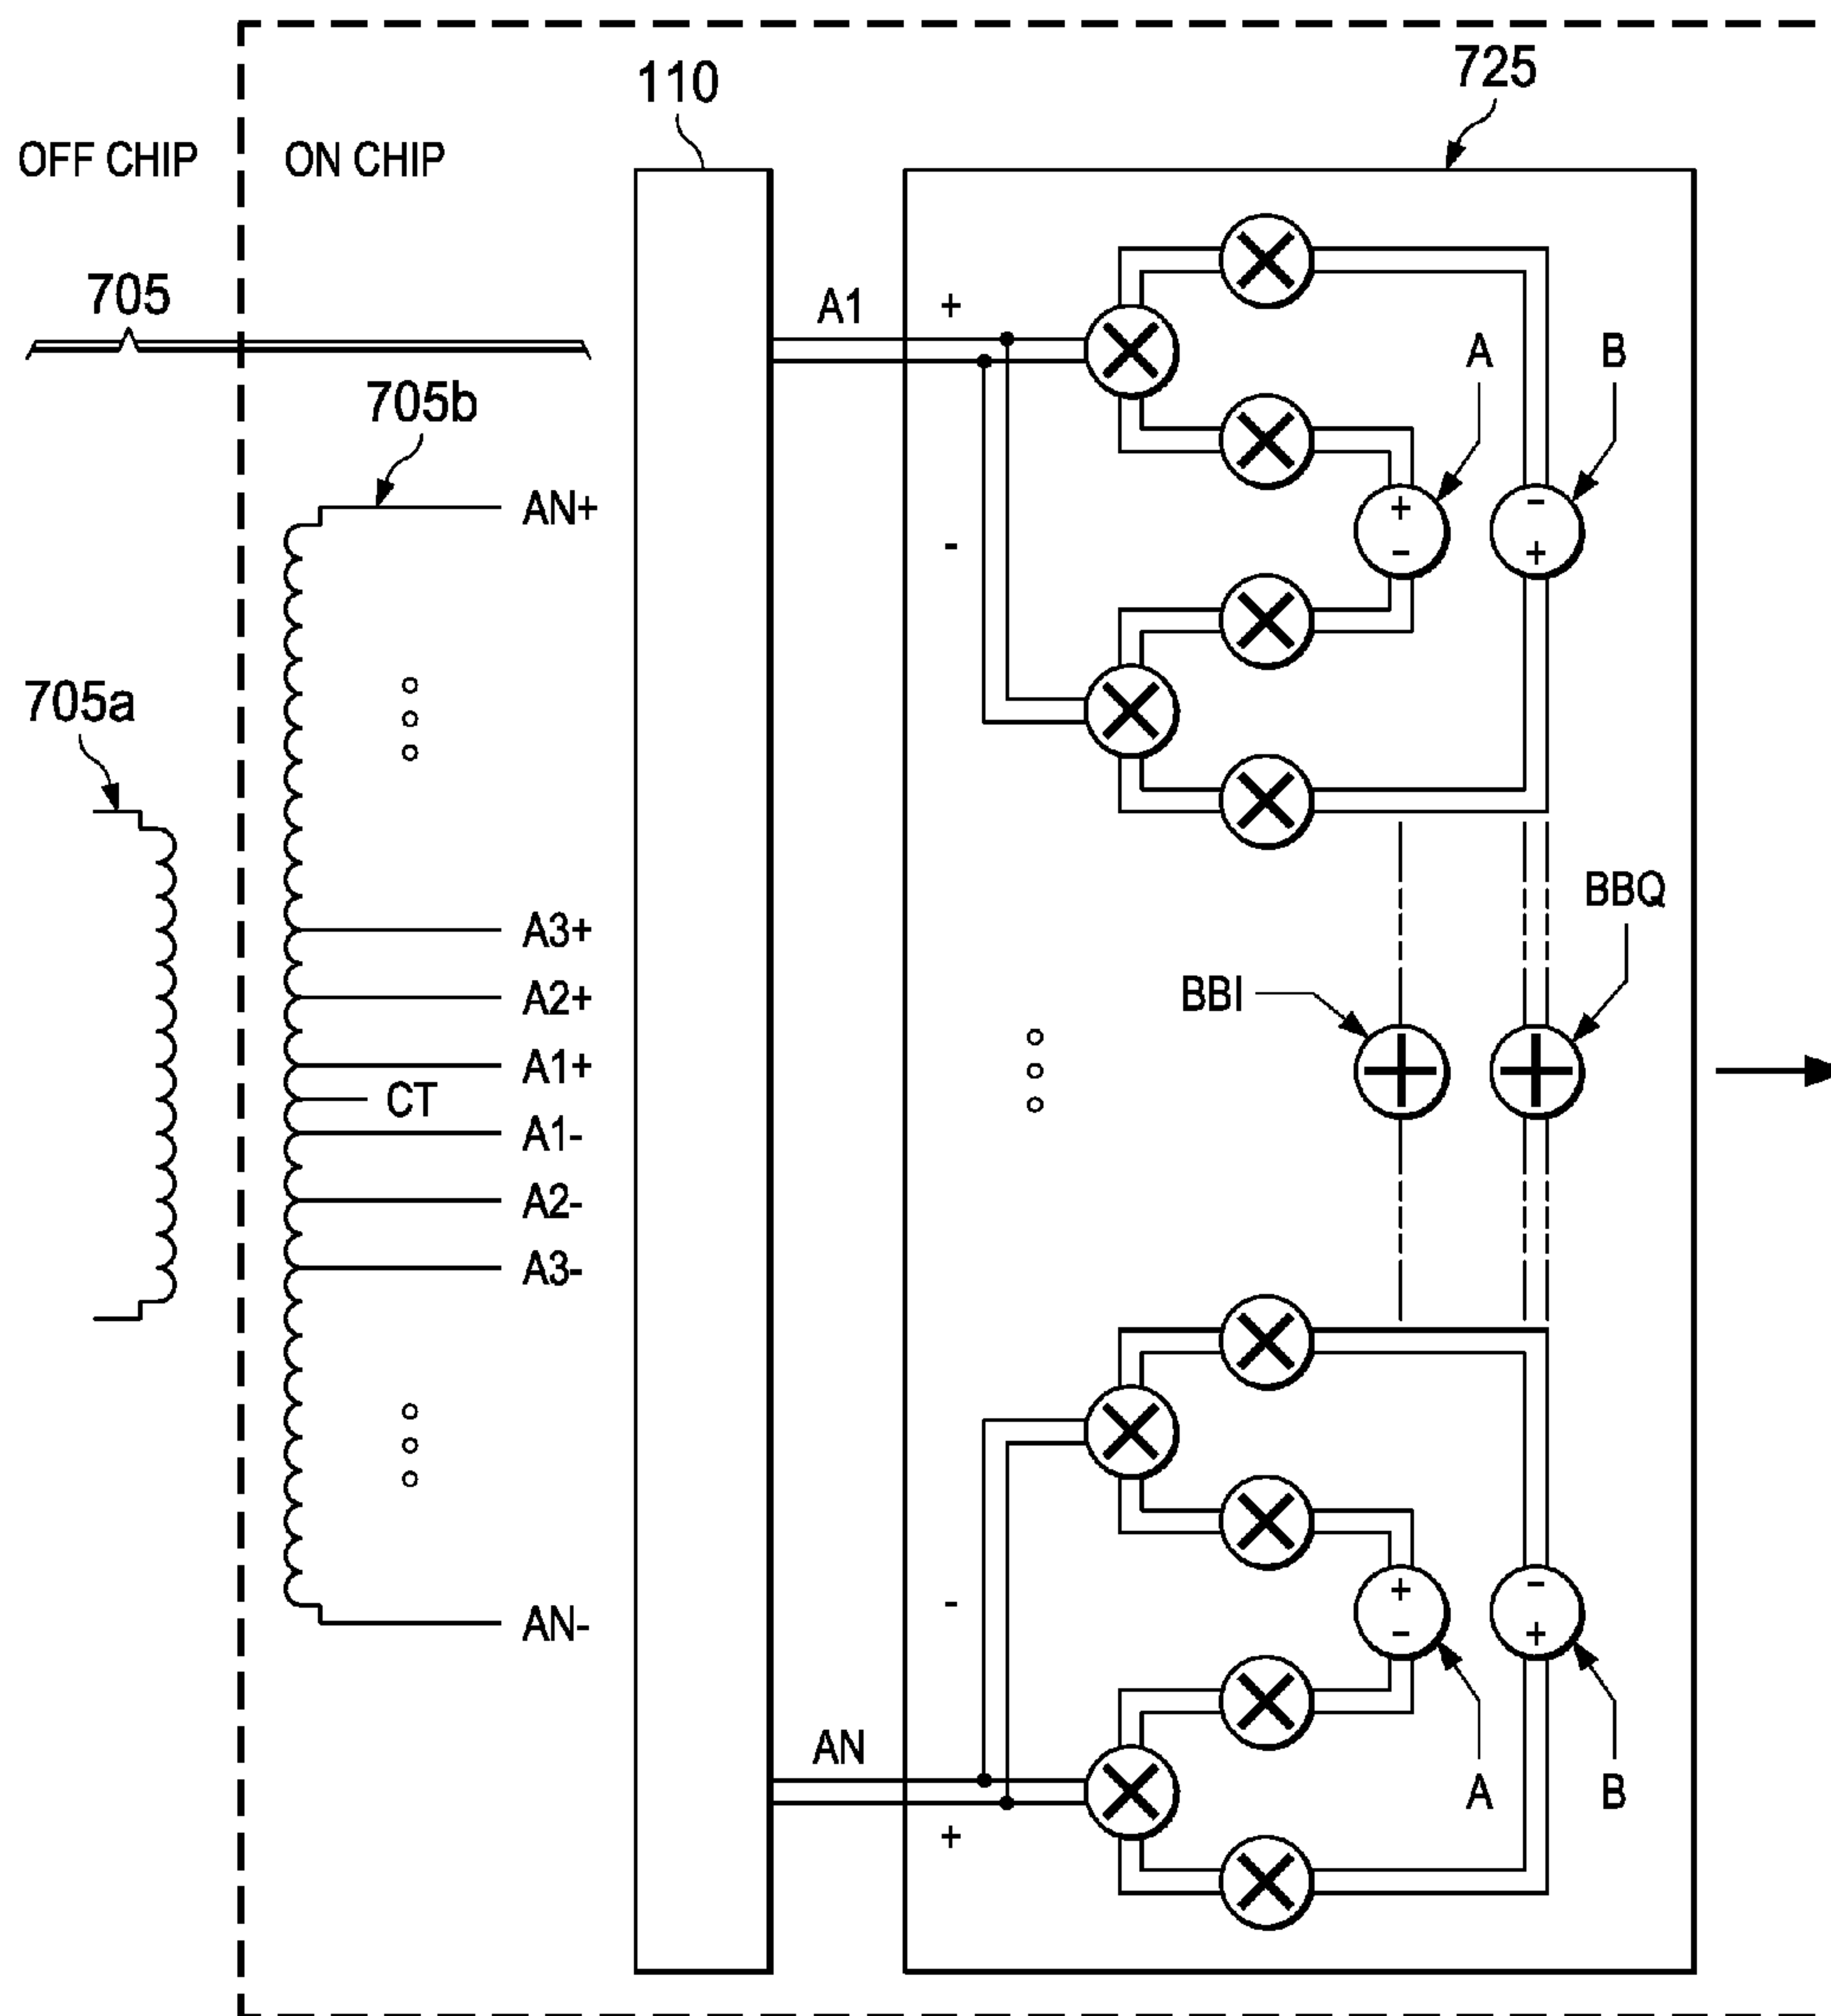 725
110
OFF CHIP
ON CHIP
705
A1
+
A
B
705b
AN+
+
-
-
-
+
705a
BBQ
A3+
BBI
A2+
A1+
CT
A1-
A2-
A3-
+
-
-
AN-
-
+
AN
A
B
+